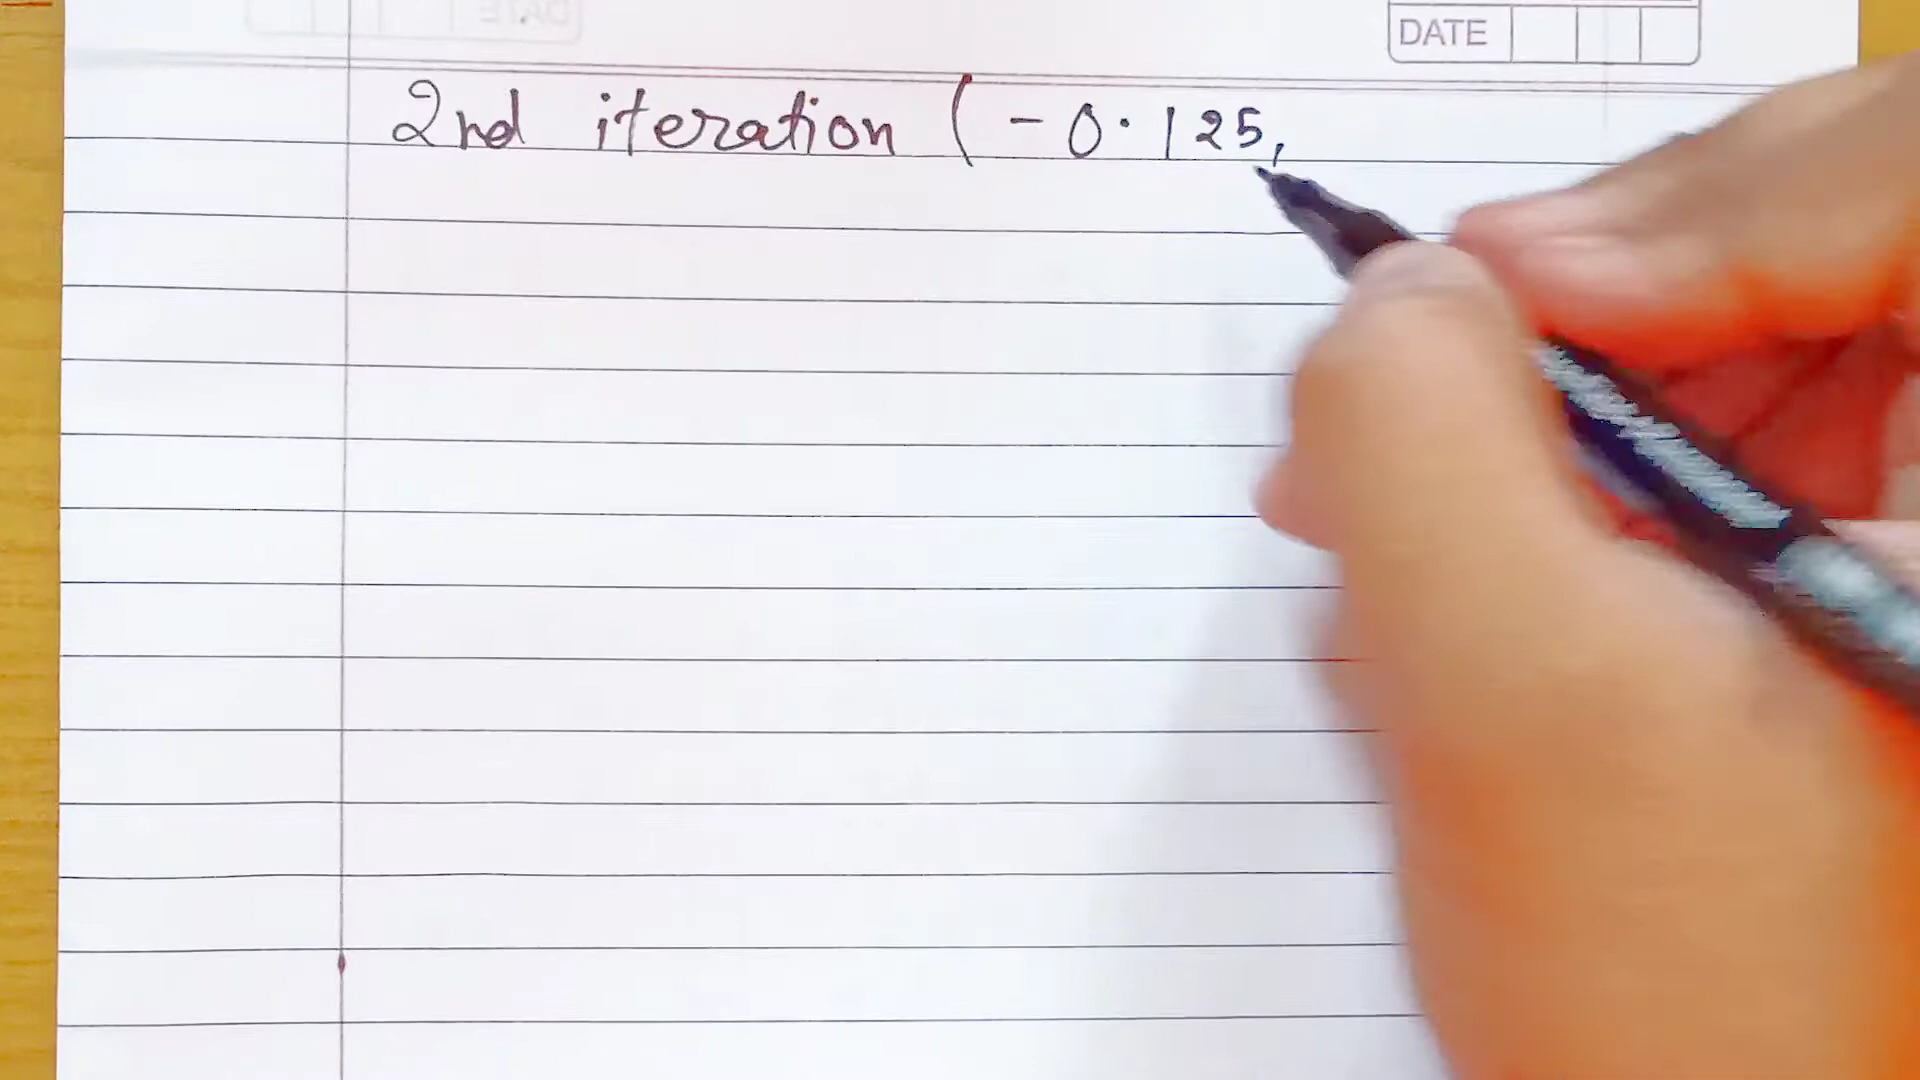 DATE
2nd iteration ( - 0.125,